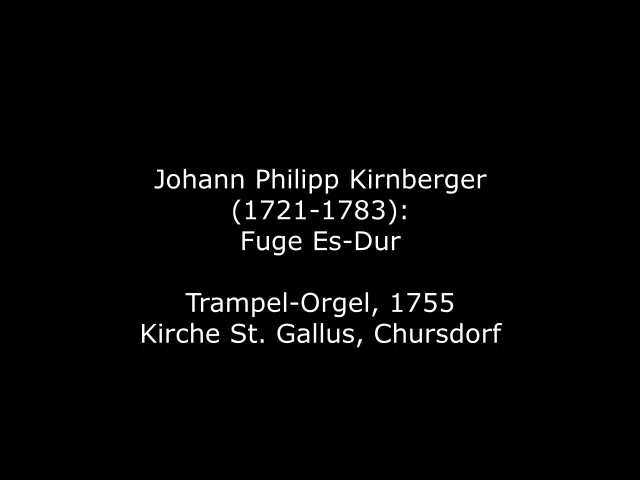 Johann Philipp Kirnberger
(1721-1783):
Fuge Es-Dur
Trampel-Orgel, 1755
Kirche St. Gallus, Chursdorf